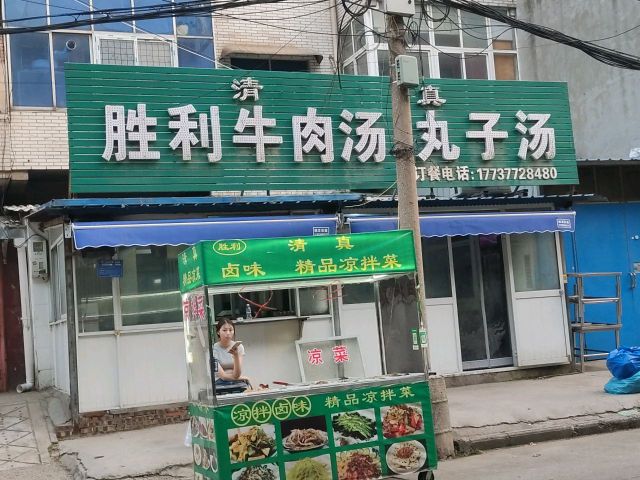 清 真
胜利牛肉汤 丸子汤
订餐电话:17737728480
胜利 清真
卤味 精品凉拌菜
凉菜
凉拌卤味 精品凉拌菜